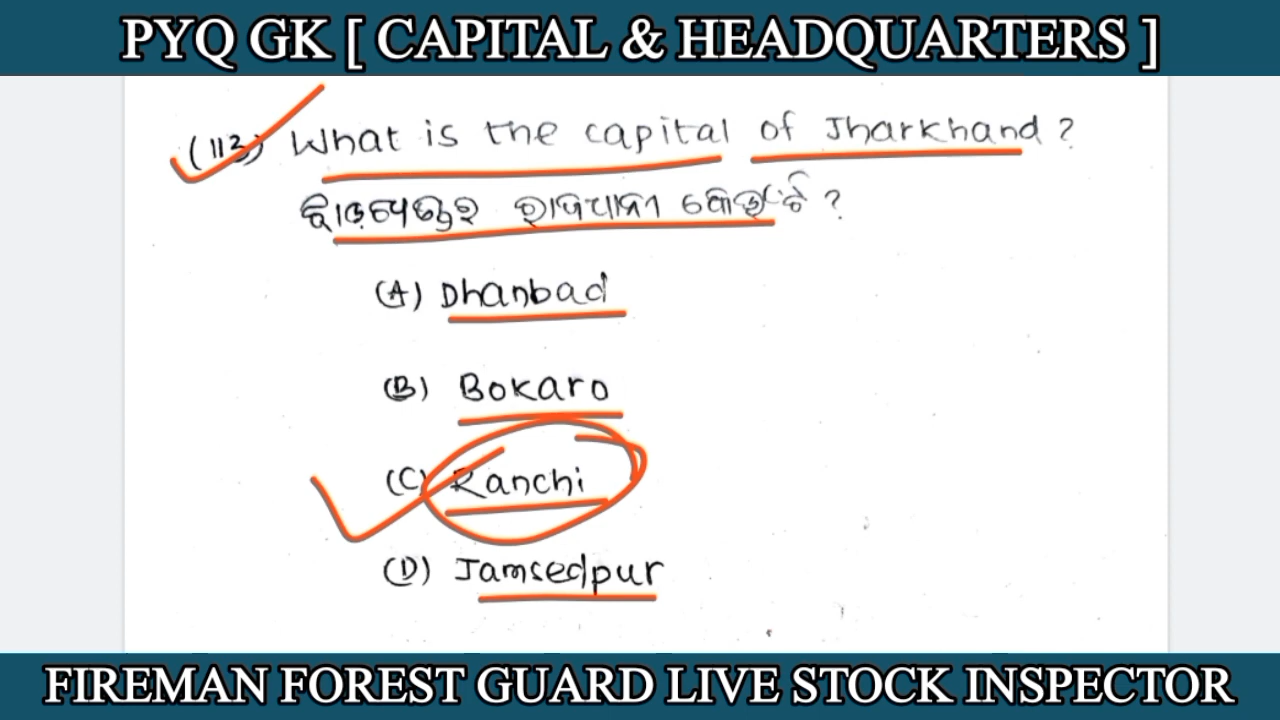 PYQ GK [ CAPITAL & HEADQUARTERS ]
(113) What is the capital of Jharkhand ?
ଝାଡ଼ଖଣ୍ଡର ରାଜଧାନୀ କେଉଁଟି ?
(A) Dhanbad
(B) Bokaro
(C) Ranchi
(D) Jamsedpur
FIREMAN FOREST GUARD LIVE STOCK INSPECTOR